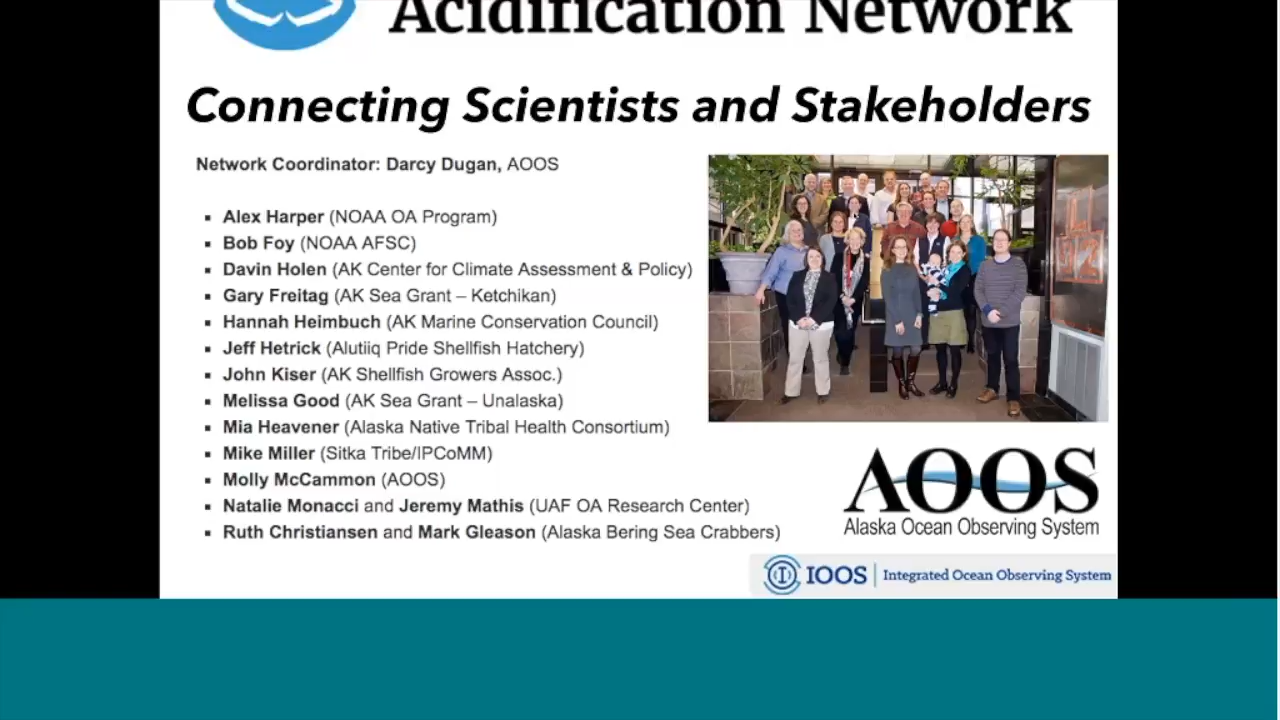 Acidification Network
Connecting Scientists and Stakeholders
Network Coordinator: Darcy Dugan, AOOS
▪ Alex Harper (NOAA OA Program)
▪ Bob Foy (NOAA AFSC)
▪ Davin Holen (AK Center for Climate Assessment & Policy)
▪ Gary Freitag (AK Sea Grant – Ketchikan)
▪ Hannah Heimbuch (AK Marine Conservation Council)
▪ Jeff Hetrick (Alutiiq Pride Shellfish Hatchery)
▪ John Kiser (AK Shellfish Growers Assoc.)
▪ Melissa Good (AK Sea Grant – Unalaska)
▪ Mia Heavener (Alaska Native Tribal Health Consortium)
▪ Mike Miller (Sitka Tribe/IPCoMM)
▪ Molly McCammon (AOOS)
▪ Natalie Monacci and Jeremy Mathis (UAF OA Research Center)
▪ Ruth Christiansen and Mark Gleason (Alaska Bering Sea Crabbers)
AOOS
Alaska Ocean Observing System
IOOS Integrated Ocean Observing System